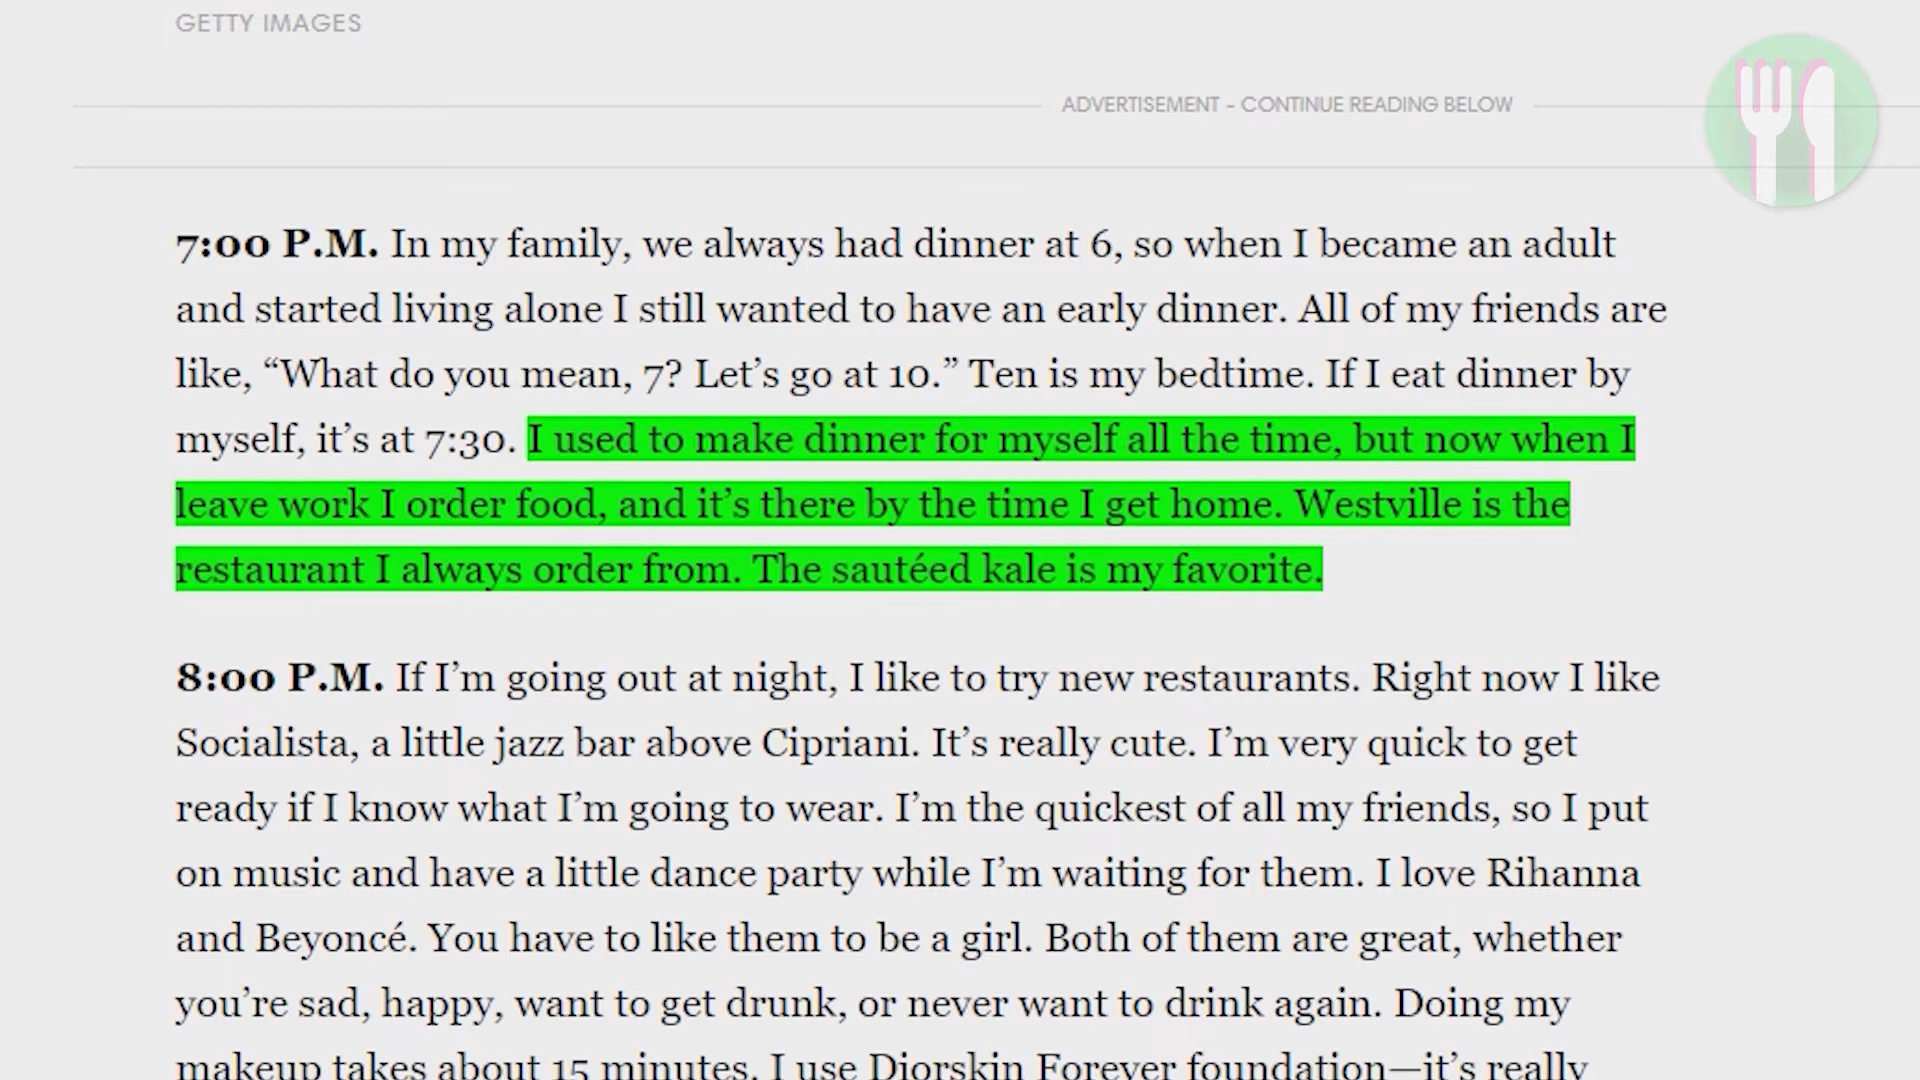 GETTY IMAGES
ADVERTISEMENT - CONTINUE READING BELOW
7:00 P.M. In my family, we always had dinner at 6, so when I became an adult
and started living alone I still wanted to have an early dinner. All of my friends are
like, “What do you mean, 7? Let’s go at 10.” Ten is my bedtime. If I eat dinner by
myself, it’s at 7:30. I used to make dinner for myself all the time, but now when I
leave work I order food, and it’s there by the time I get home. Westville is the
restaurant I always order from. The sautéed kale is my favorite.
8:00 P.M. If I’m going out at night, I like to try new restaurants. Right now I like
Socialista, a little jazz bar above Cipriani. It’s really cute. I’m very quick to get
ready if I know what I’m going to wear. I’m the quickest of all my friends, so I put
on music and have a little dance party while I’m waiting for them. I love Rihanna
and Beyoncé. You have to like them to be a girl. Both of them are great, whether
you’re sad, happy, want to get drunk, or never want to drink again. Doing my
makeup takes about 15 minutes. I use Diorskin Forever foundation—it’s really